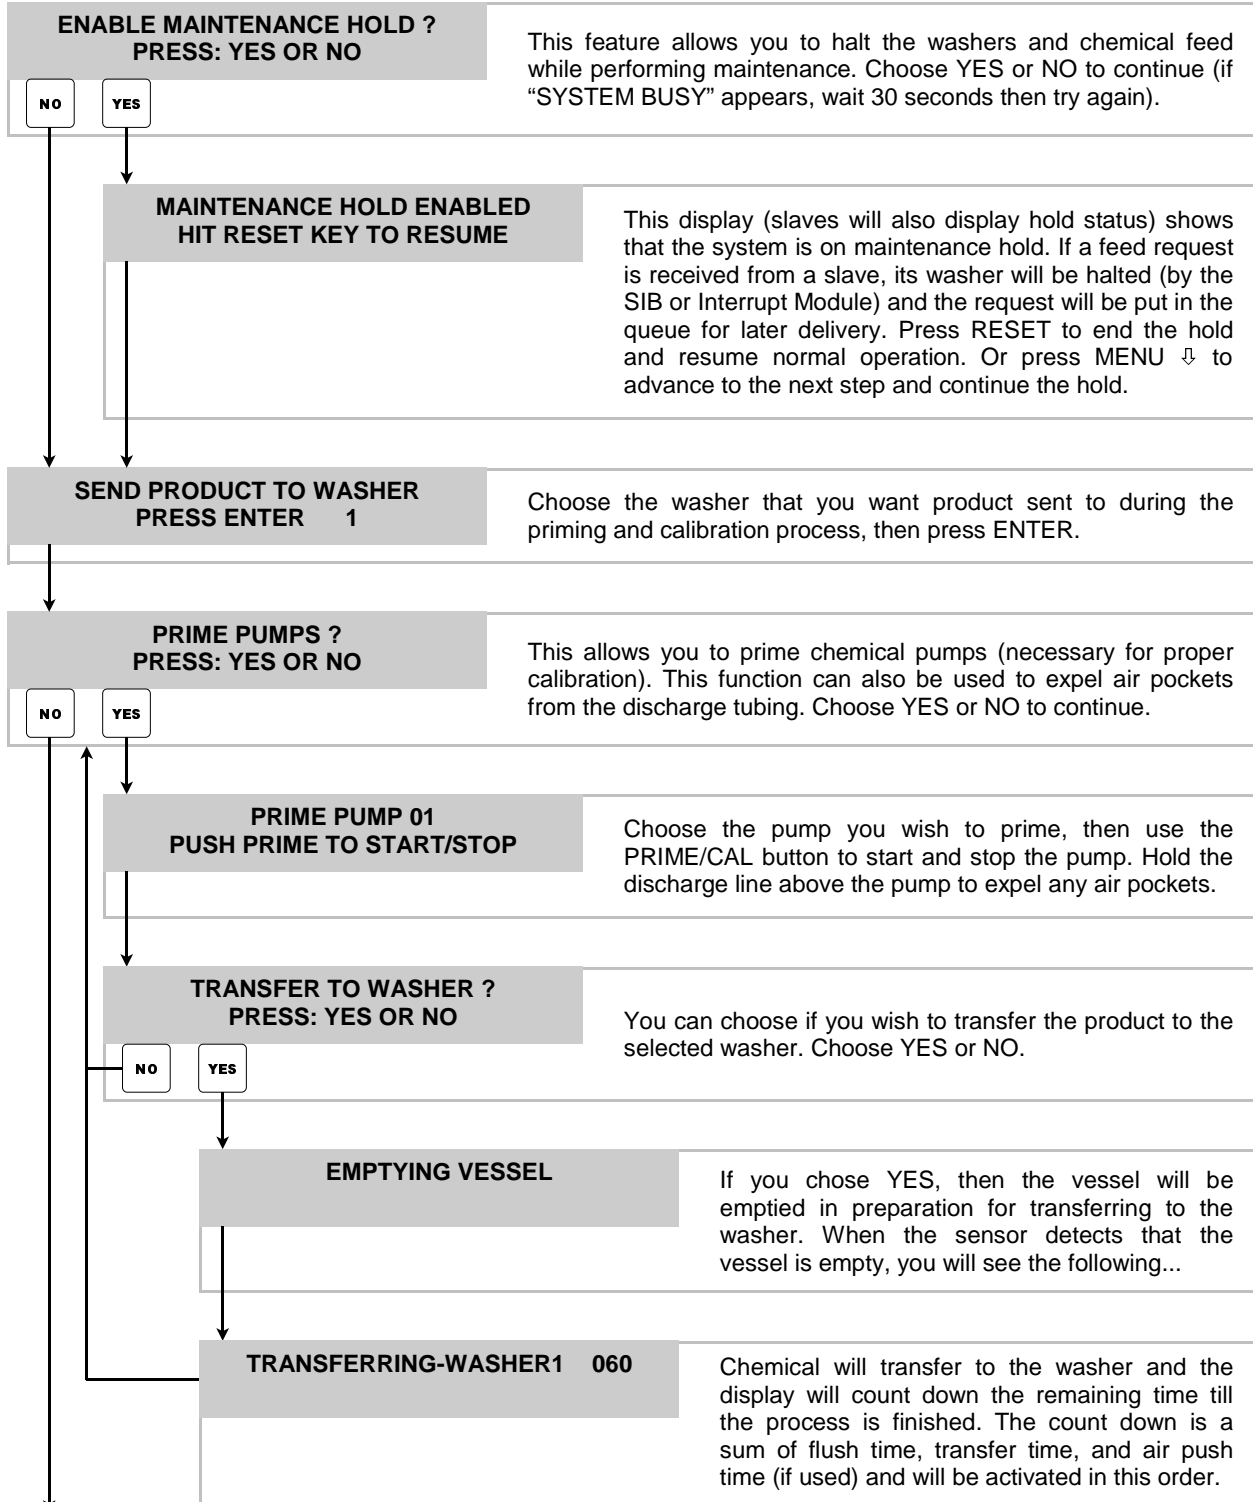 ENABLE MAINTENANCE HOLD ?
PRESS: YES OR NO
NO
YES
This feature allows you to halt the washers and chemical feed
while performing maintenance. Choose YES or NO to continue (if
“SYSTEM BUSY” appears, wait 30 seconds then try again).
MAINTENANCE HOLD ENABLED
HIT RESET KEY TO RESUME
This display (slaves will also display hold status) shows
that the system is on maintenance hold. If a feed request
is received from a slave, its washer will be halted (by the
SIB or Interrupt Module) and the request will be put in the
queue for later delivery. Press RESET to end the hold
and resume normal operation. Or press MENU ⇩ to
advance to the next step and continue the hold.
SEND PRODUCT TO WASHER
PRESS ENTER 1
Choose the washer that you want product sent to during the
priming and calibration process, then press ENTER.
PRIME PUMPS ?
PRESS: YES OR NO
NO
YES
This allows you to prime chemical pumps (necessary for proper
calibration). This function can also be used to expel air pockets
from the discharge tubing. Choose YES or NO to continue.
PRIME PUMP 01
PUSH PRIME TO START/STOP
Choose the pump you wish to prime, then use the
PRIME/CAL button to start and stop the pump. Hold the
discharge line above the pump to expel any air pockets.
TRANSFER TO WASHER ?
PRESS: YES OR NO
NO
YES
You can choose if you wish to transfer the product to the
selected washer. Choose YES or NO.
EMPTYING VESSEL
If you chose YES, then the vessel will be
emptied in preparation for transferring to the
washer. When the sensor detects that the
vessel is empty, you will see the following...
TRANSFERRING-WASHER1 060
Chemical will transfer to the washer and the
display will count down the remaining time till
the process is finished. The count down is a
sum of flush time, transfer time, and air push
time (if used) and will be activated in this order.